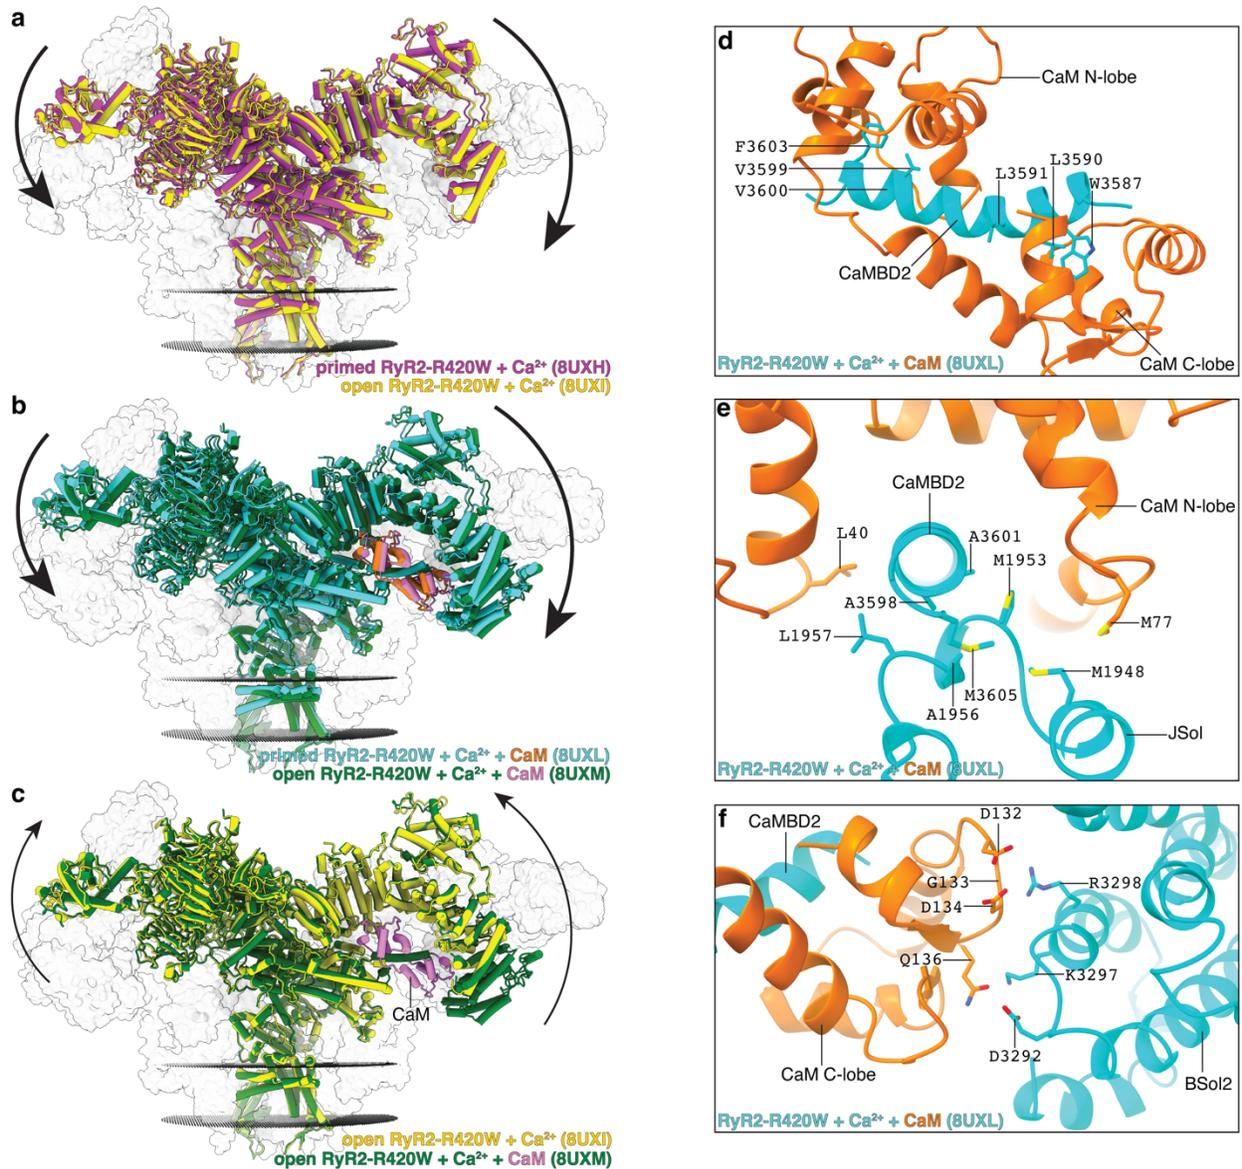 a
primed RyR2-R420W + Ca²⁺ (8UXH)
open RyR2-R420W + Ca²⁺ (8UXI)
b
primed RyR2-R420W + Ca²⁺ + CaM (8UXL)
open RyR2-R420W + Ca²⁺ + CaM (8UXM)
c
CaM
open RyR2-R420W + Ca²⁺ (8UXI)
open RyR2-R420W + Ca²⁺ + CaM (8UXM)
d
CaM N-lobe
F3603
V3599
V3600
L3591
L3590
W3587
CaMBD2
CaM C-lobe
RyR2-R420W + Ca²⁺ + CaM (8UXL)
e
CaMBD2
CaM N-lobe
L40
A3601
M1953
A3598
M77
L1957
M1948
M3605
A1956
JSol
RyR2-R420W + Ca²⁺ + CaM (8UXL)
f
CaMBD2
D132
G133
R3298
D134
Q136
K3297
D3292
CaM C-lobe
BSol2
RyR2-R420W + Ca²⁺ + CaM (8UXL)